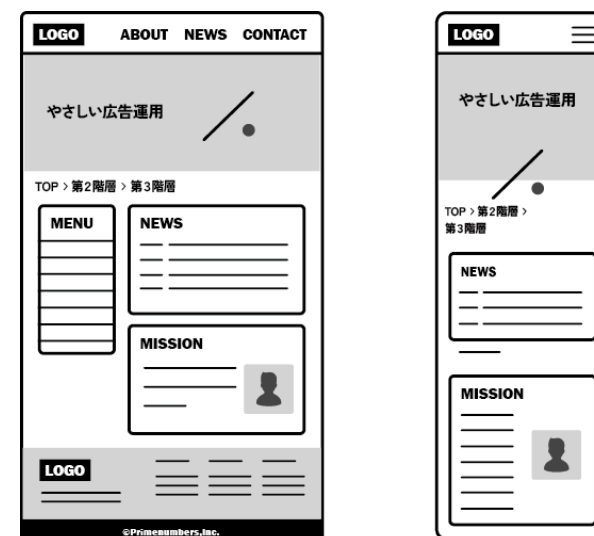 LOGO ABOUT NEWS CONTACT
やさしい広告運用
TOP > 第2階層 > 第3階層
MENU
NEWS
MISSION
LOGO
©Primenumbers,Inc.
LOGO
やさしい広告運用
TOP > 第2階層 >
第3階層
NEWS
MISSION